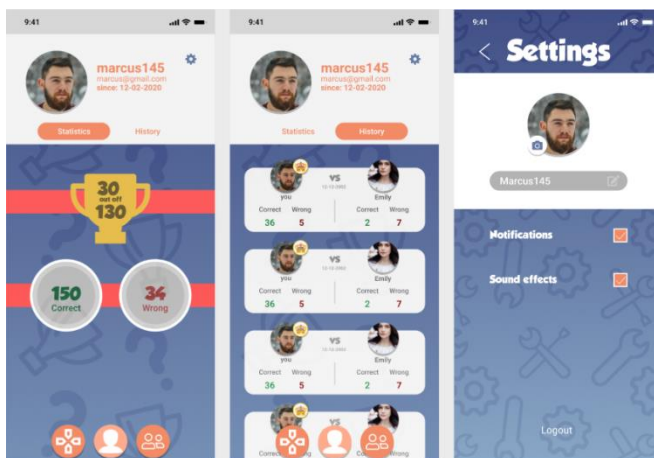 9:41
marcus145
marcus@gmail.com
since: 12-02-2020
Statistics
History
30
out off
130
150
Correct
34
Wrong
9:41
marcus145
marcus@gmail.com
since: 12-02-2020
Statistics
History
VS
you
Emily
Correct Wrong
Correct Wrong
36 5
2 7
VS
you
Emily
Correct Wrong
Correct Wrong
36 5
2 7
VS
you
Emily
Correct Wrong
Correct Wrong
36 5
2 7
VS
9:41
Settings
Marcus145
Notifications
Sound effects
Logout